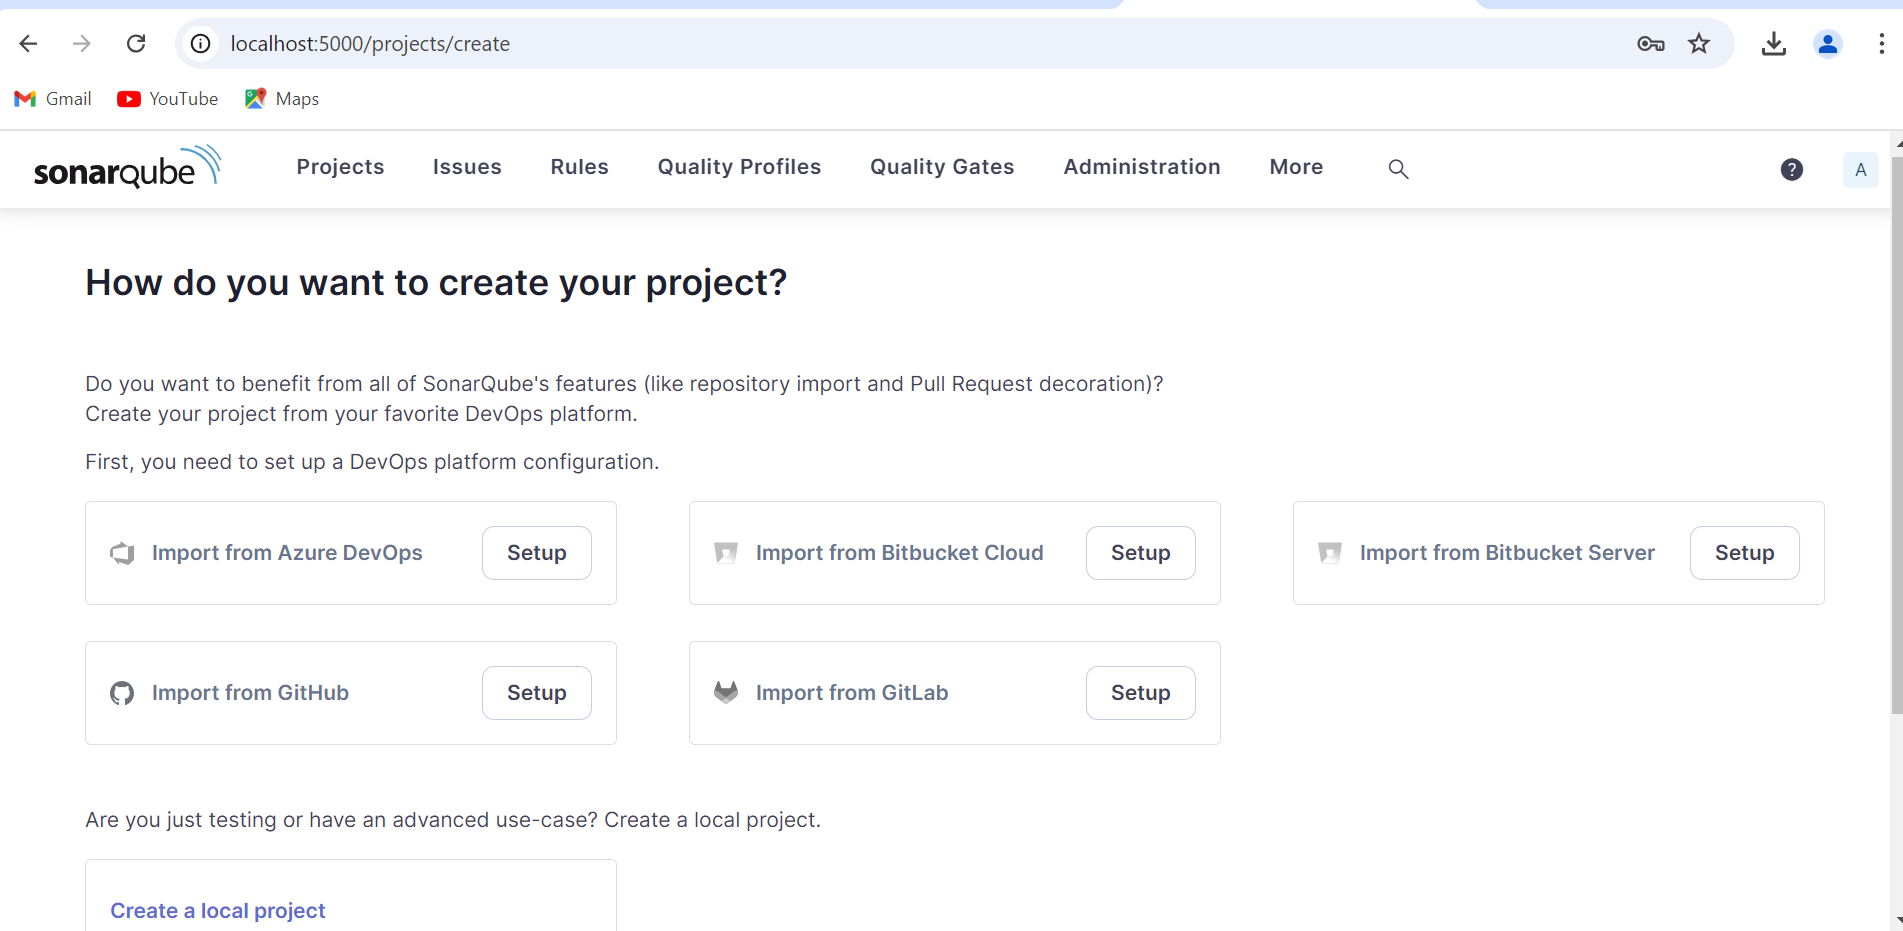 localhost:5000/projects/create
Gmail YouTube Maps
sonarqube Projects Issues Rules Quality Profiles Quality Gates Administration More ? A
How do you want to create your project?
Do you want to benefit from all of SonarQube's features (like repository import and Pull Request decoration)?
Create your project from your favorite DevOps platform.
First, you need to set up a DevOps platform configuration.
Import from Azure DevOps Setup Import from Bitbucket Cloud Setup Import from Bitbucket Server Setup
Import from GitHub Setup Import from GitLab Setup
Are you just testing or have an advanced use-case? Create a local project.
Create a local project